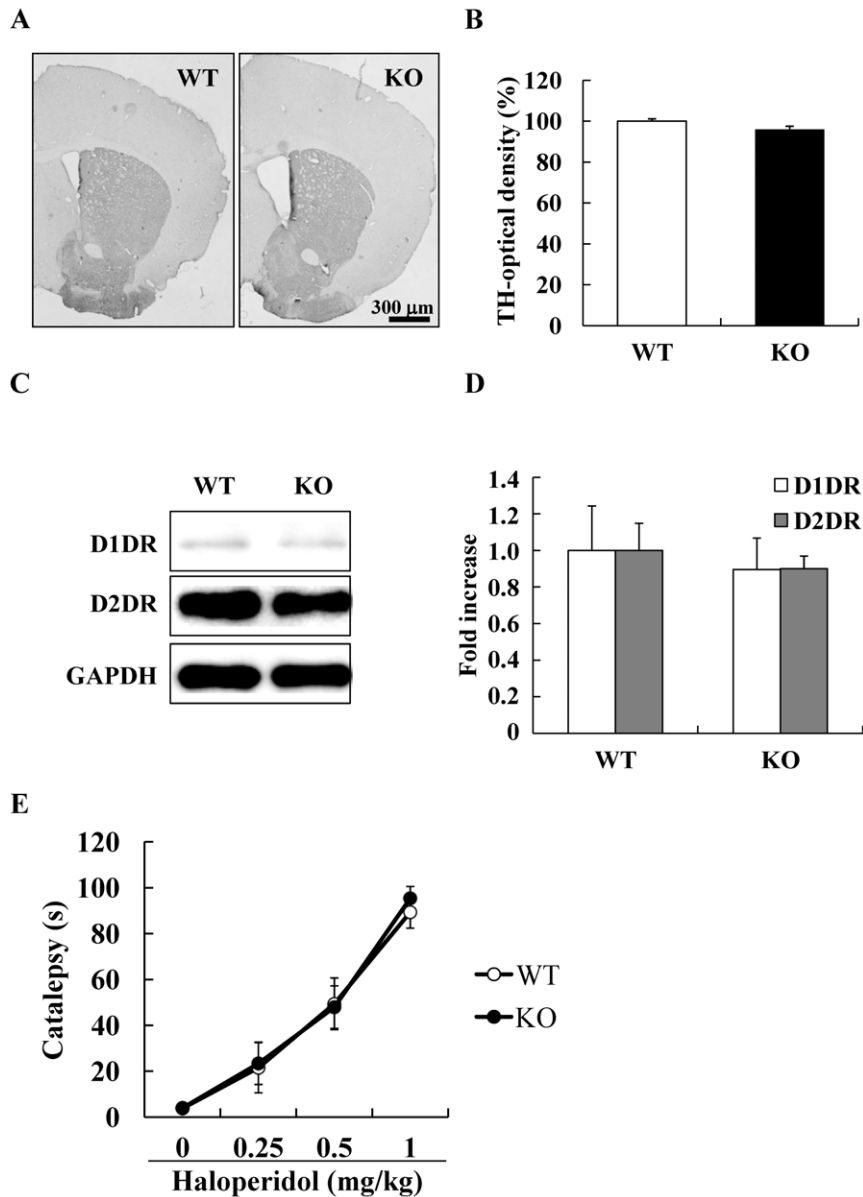 A
WT
KO
300 μm
B
TH-optical density (%)
120
100
80
60
40
20
0
WT
KO
C
WT
KO
D1DR
D2DR
GAPDH
D
Fold increase
1.4
1.2
1.0
0.8
0.6
0.4
0.2
0
D1DR
D2DR
WT
KO
E
Catalepsy (s)
120
100
80
60
40
20
0
WT
KO
0 0.25 0.5 1
Haloperidol (mg/kg)